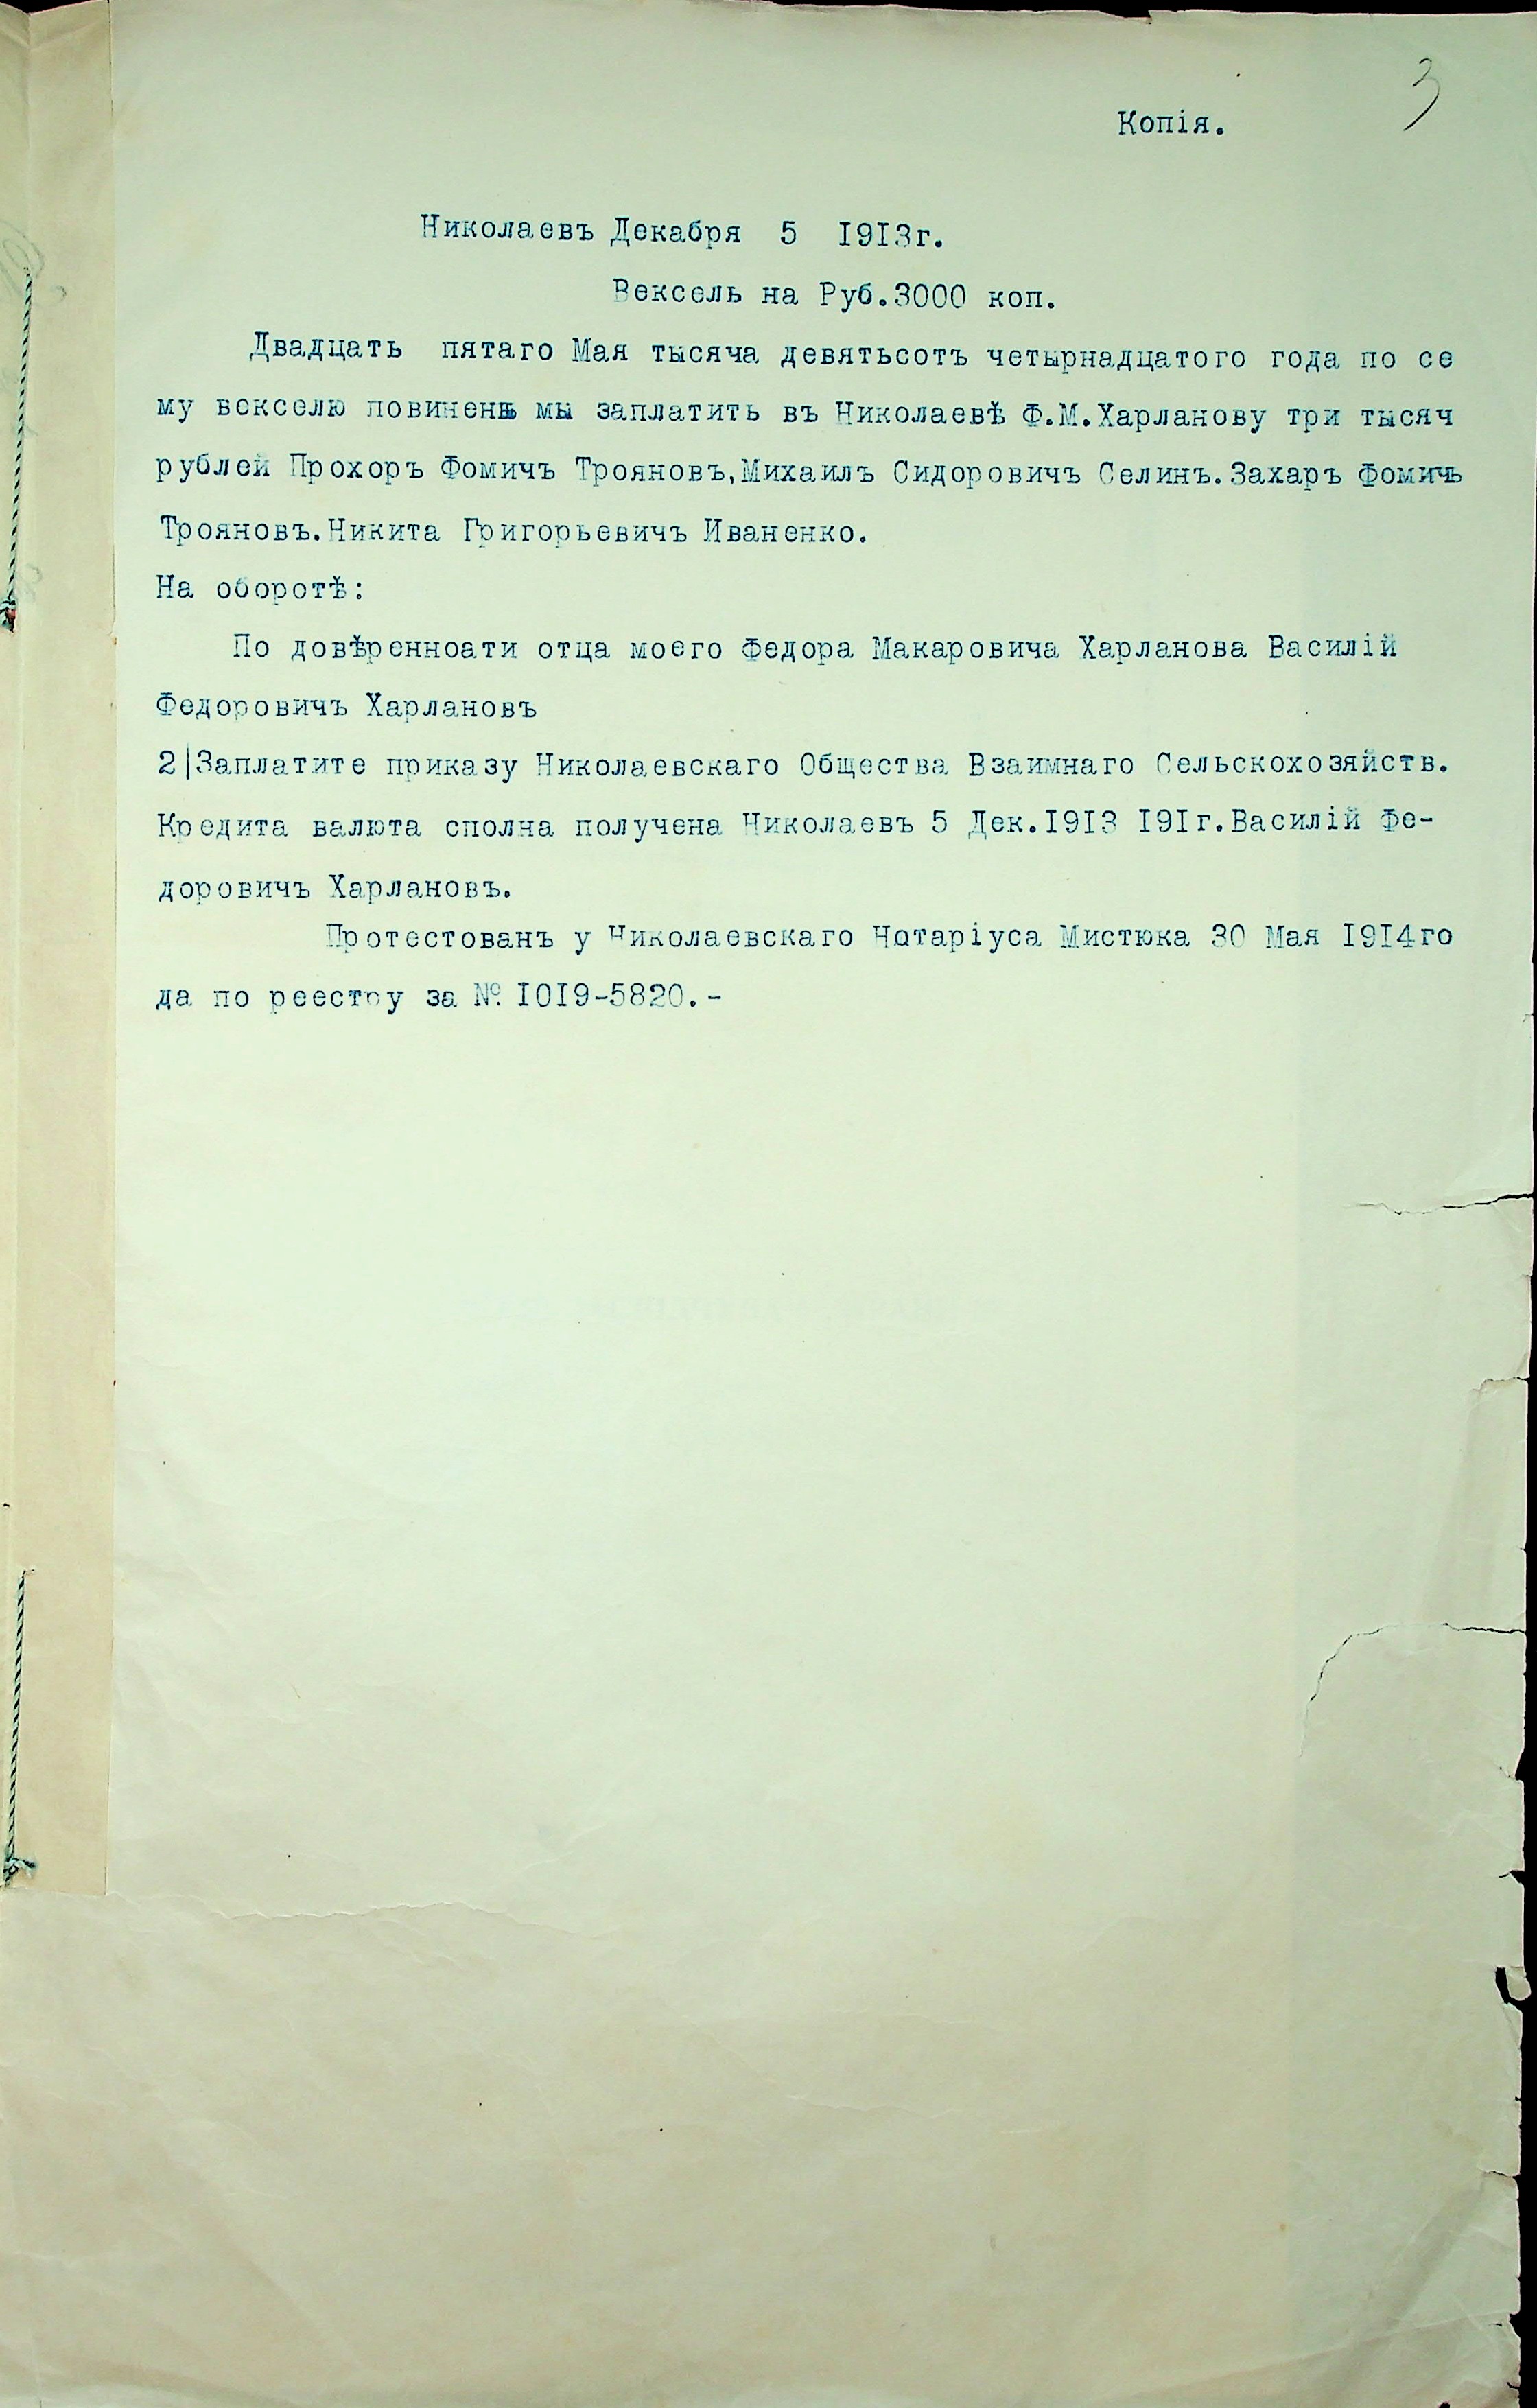 3
Копія.
Николаевъ Декабря 5 1913г.
Вексель на Руб.3000 коп.
Двадцать пятаго Мая тысяча девятьсотъ четырнадцатого года по се
му векселю повинены мы заплатить въ Николаевѣ Ф.М.Харланову три тысяч
рублей Прохоръ Фомичъ Трояновъ,Михаилъ Сидоровичъ Селинъ.Захаръ Фомичъ
Трояновъ.Никита Григорьевичъ Иваненко.
На оборотѣ:
По довѣренноати отца моего Федора Макаровича Харланова Василій
Федоровичъ Харлановъ
2|Заплатите приказу Николаевскаго Общества Взаимнаго Сельскохозяйств.
Кредита валюта сполна получена Николаевъ 5 Дек.1913 191г.Василій Фе-
доровичъ Харлановъ.
Протестованъ у Николаевскаго Нотаріуса Мистюка 30 Мая 1914го
да по реестру за № 1019-5820.-